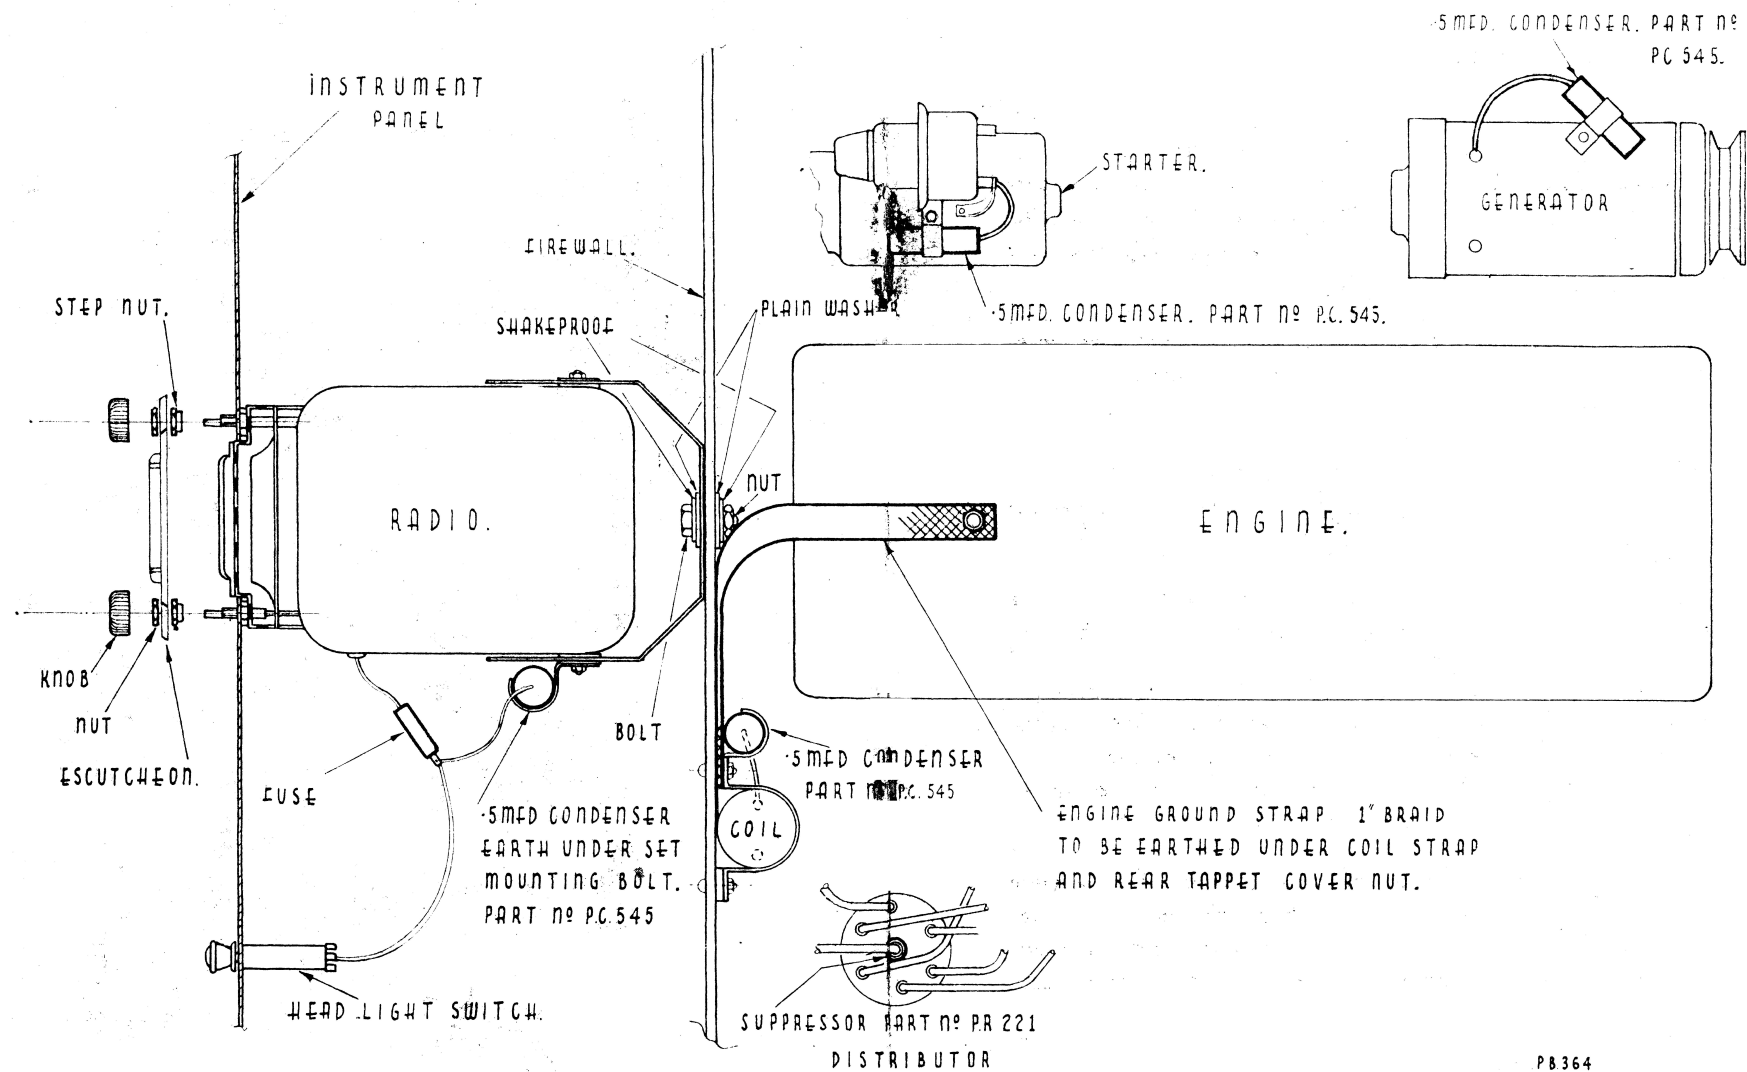 ·5MFD. CONDENSER. PART Nº
PC 545.
INSTRUMENT
PANEL
STARTER.
GENERATOR
FIREWALL.
STEP NUT.
SHAKEPROOF
PLAIN WASHER
·5MFD. CONDENSER. PART Nº P.C. 545.
RADIO.
NUT
ENGINE.
KNOB
NUT
ESCUTCHEON.
FUSE
BOLT
·5MFD CONDENSER
PART Nº P.C. 545
·5MFD CONDENSER
EARTH UNDER SET
MOUNTING BOLT.
PART Nº P.C. 545
COIL
ENGINE GROUND STRAP 1" BRAID
TO BE EARTHED UNDER COIL STRAP
AND REAR TAPPET COVER NUT.
HEAD LIGHT SWITCH.
SUPPRESSOR PART Nº P.R 221
DISTRIBUTOR
P.B.364